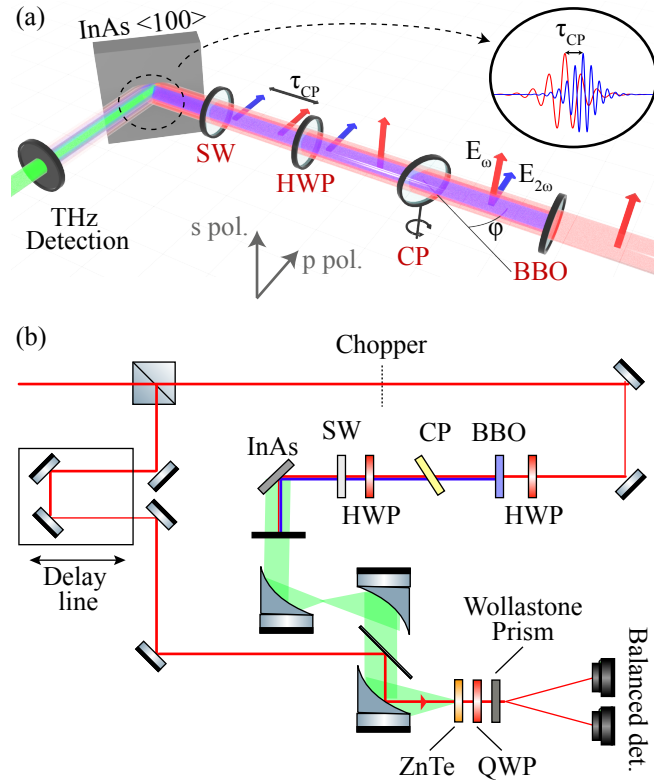 (a)
InAs <100>
τCP
τCP
SW
HWP
Eω
E2ω
THz
Detection
s pol.
p pol.
CP
φ
BBO
(b)
Chopper
InAs
SW
CP
BBO
HWP
HWP
Delay
line
Wollastone
Prism
Balanced det.
ZnTe
QWP